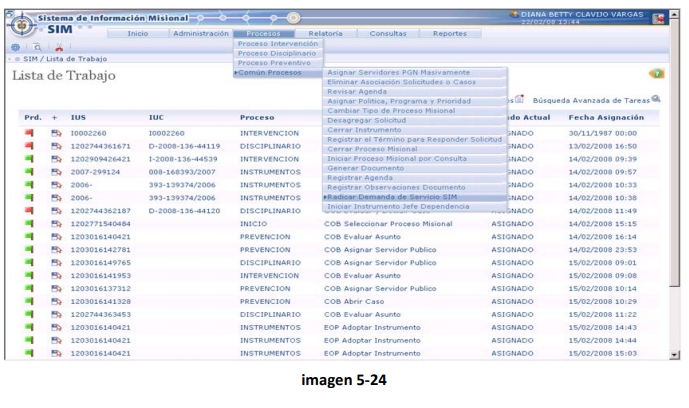 Sistema de Información Misional
SIM
DIANA BETTY CLAVIJO VARGAS
22/02/2008
13:44
Inicio Administración Procesos Relatoría Consultas Reportes
Proceso Intervención
Proceso Disciplinario
Proceso Preventivo
Común Procesos
SIM / Lista de Trabajo
Lista de Trabajo
Asignar Servidores PGN Masivamente
Eliminar Asociación Solicitudes o Casos
Revisar Agenda
Asignar Política, Programa y Prioridad
Cambiar Tipo de Proceso Misional
Desagregar Solicitud
Cerrar Instrumento
Registrar el Término para Responder Solicitud
Cerrar Proceso Misional
Iniciar Proceso Misional por Consulta
Generar Documento
Registrar Agenda
Registrar Observaciones Documento
Radicar Demanda de Servicio SIM
Iniciar Instrumento Jefe Dependencia
Búsqueda Avanzada de Tareas
Prd. + IUS IUC Proceso do Actual Fecha Asignación
I0002260 I0002260 INTERVENCION GNADO 30/11/1987 00:00
1202744361671 D-2008-136-44119 DISCIPLINARIO GNADO 13/02/2008 16:50
1202909426421 I-2008-136-44539 INTERVENCION GNADO 14/02/2008 09:39
2007-299124 008-168393/2007 INSTRUMENTOS GNADO 14/02/2008 09:57
2006- 393-139374/2006 INSTRUMENTOS GNADO 14/02/2008 10:33
2006- 393-139374/2006 INSTRUMENTOS GNADO 14/02/2008 10:38
1202744362187 D-2008-136-44120 DISCIPLINARIO GNADO 14/02/2008 11:49
1202771540484 INICIO COB Seleccionar Proceso Misional ASIGNADO 14/02/2008 15:15
1203016140421 PREVENCION COB Evaluar Asunto ASIGNADO 14/02/2008 16:14
1203016142781 PREVENCION COB Asignar Servidor Publico ASIGNADO 14/02/2008 23:53
1203016149765 DISCIPLINARIO COB Asignar Servidor Publico ASIGNADO 15/02/2008 09:01
1203016141953 INTERVENCION COB Evaluar Asunto ASIGNADO 15/02/2008 09:08
1203016137312 PREVENCION COB Asignar Servidor Publico ASIGNADO 15/02/2008 10:14
1203016141328 PREVENCION COB Abrir Caso ASIGNADO 15/02/2008 10:29
1202744363453 DISCIPLINARIO COB Evaluar Asunto ASIGNADO 15/02/2008 11:22
1203016140421 INSTRUMENTOS EOP Adoptar Instrumento ASIGNADO 15/02/2008 14:43
1203016140421 INSTRUMENTOS EOP Adoptar Instrumento ASIGNADO 15/02/2008 14:44
1203016140421 INSTRUMENTOS EOP Adoptar Instrumento ASIGNADO 15/02/2008 15:03
imagen 5-24